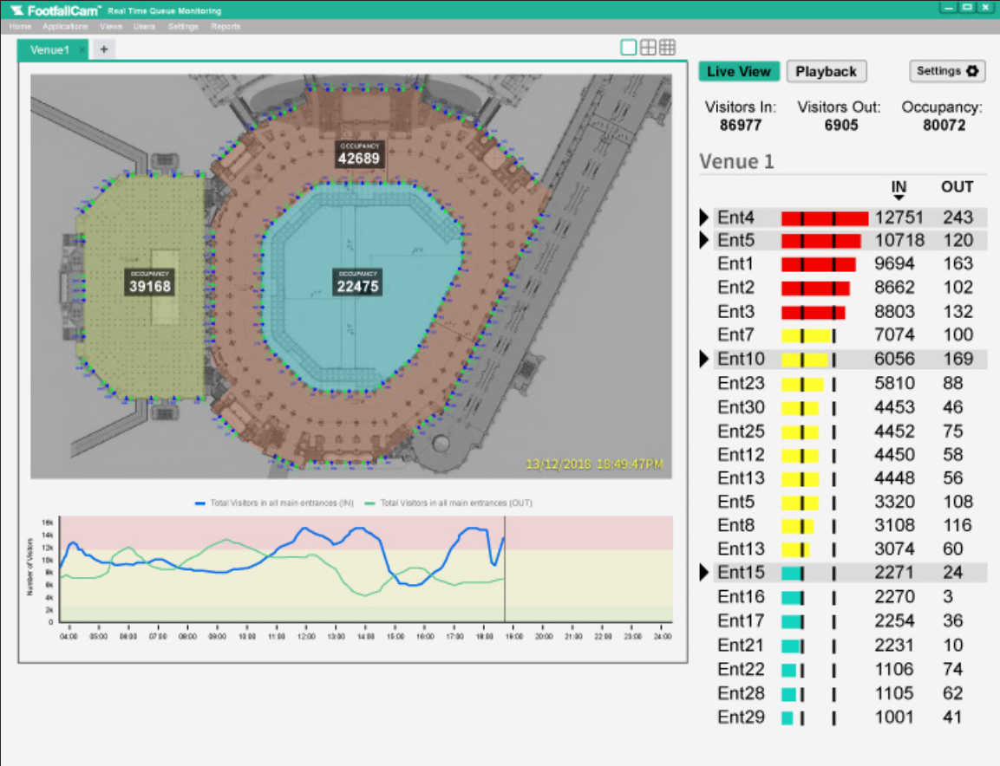 FootfallCam™ Real Time Queue Monitoring
Home Applications Views Users Settings Reports
Venue1 × +
OCCUPANCY
42689
OCCUPANCY
39168
OCCUPANCY
22475
13/12/2018 18:49:47PM
Total Visitors in all main entrances (IN) Total Visitors in all main entrances (OUT)
Number of Visitors
16k
14k
12k
10k
8k
6k
4k
2k
0
04:00 05:00 06:00 07:00 08:00 09:00 10:00 11:00 12:00 13:00 14:00 15:00 16:00 17:00 18:00 19:00 20:00 21:00 22:00 23:00 24:00
Live View Playback Settings
Visitors In: Visitors Out: Occupancy:
86977 6905 80072
Venue 1
IN OUT
Ent4 12751 243
Ent5 10718 120
Ent1 9694 163
Ent2 8662 102
Ent3 8803 132
Ent7 7074 100
Ent10 6056 169
Ent23 5810 88
Ent30 4453 46
Ent25 4452 75
Ent12 4450 58
Ent13 4448 56
Ent5 3320 108
Ent8 3108 116
Ent13 3074 60
Ent15 2271 24
Ent16 2270 3
Ent17 2254 36
Ent21 2231 10
Ent22 1106 74
Ent28 1105 62
Ent29 1001 41